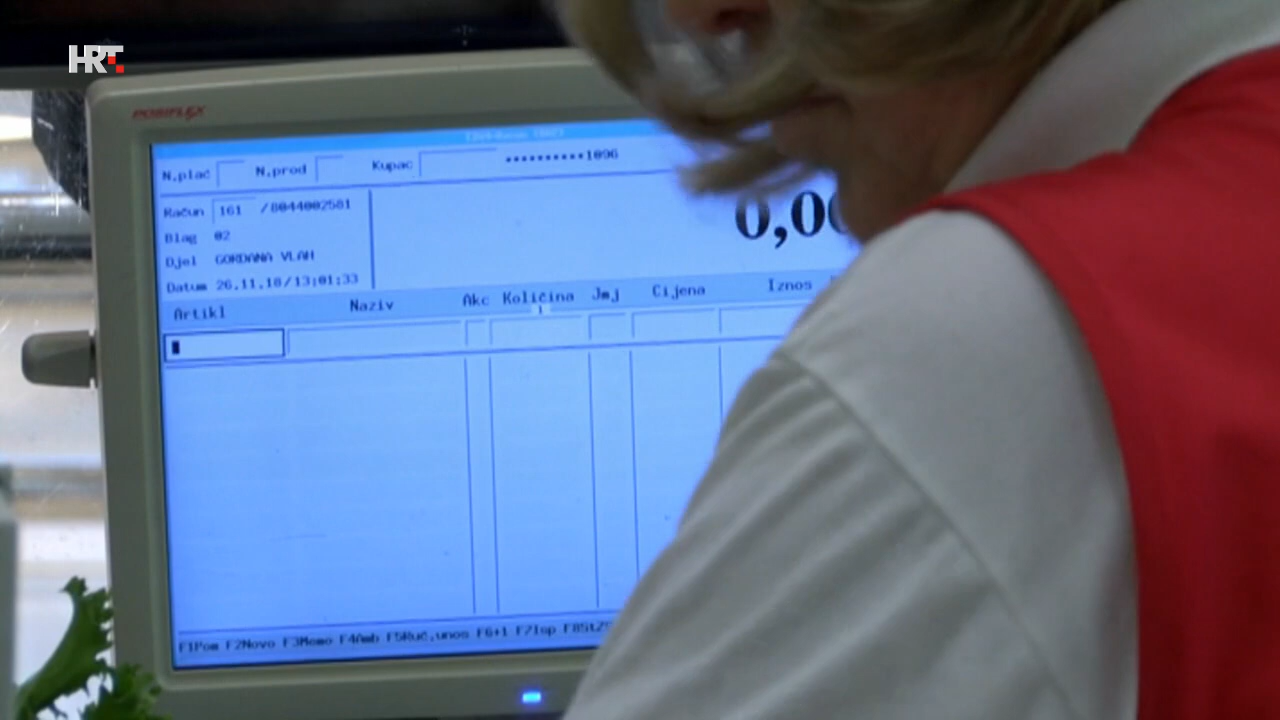 HRT
POSIFLEX
N.plać N.prod Kupac ••••••••••1096
Račun 161 /8044002581
0,00
Blag 02
Djel GORDANA VLAH
Datum 26.11.18/13:01:33
Artikl Naziv Akc Količina Jmj Cijena Iznos
1
F1Pom F2Novo F3Memo F4Amb F5Ruč.unos F6+1 F7Isp